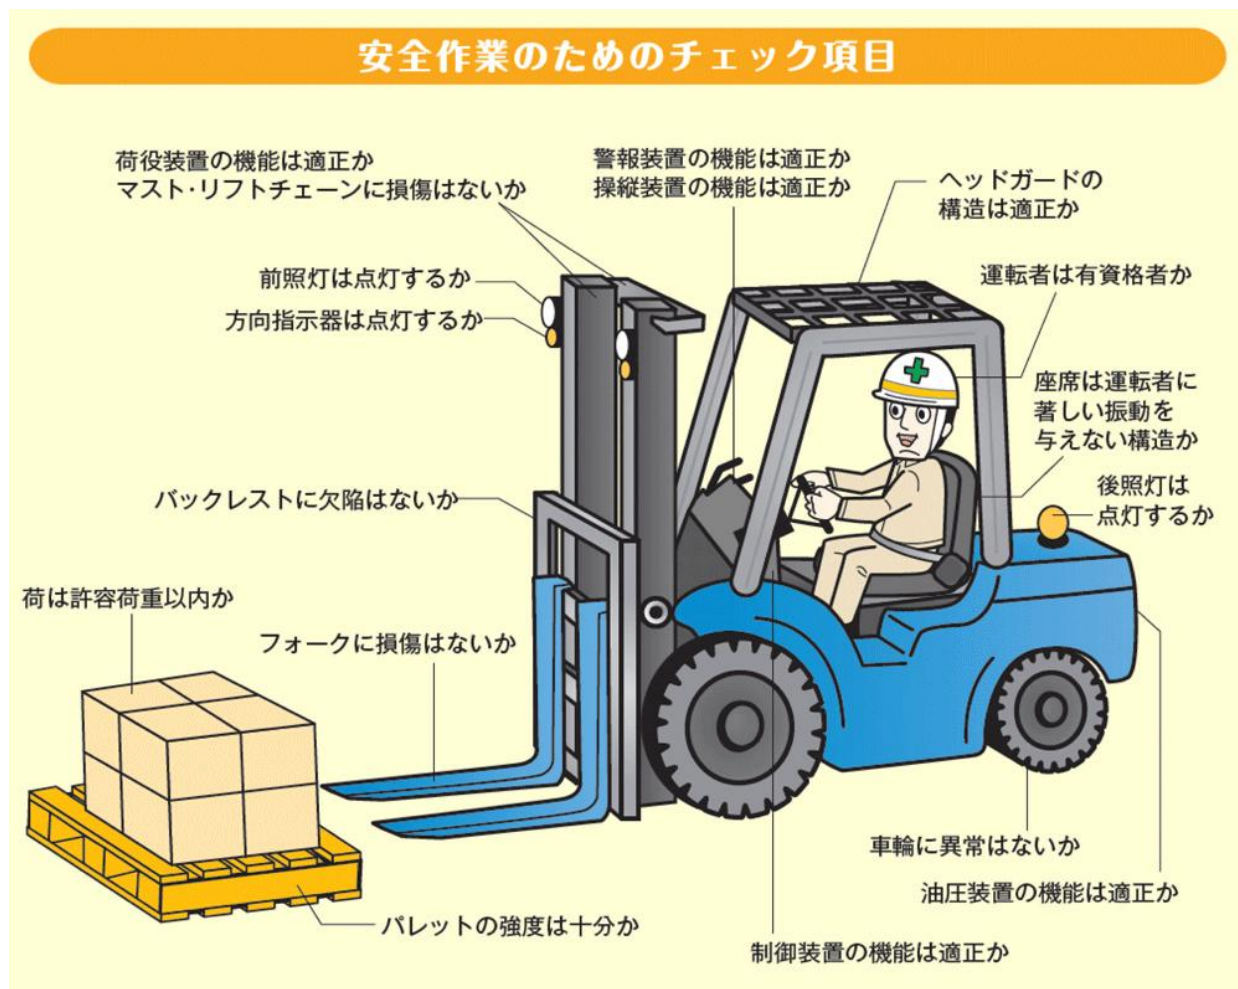 安全作業のためのチェック項目
荷役装置の機能は適正か
マスト・リフトチェーンに損傷はないか
警報装置の機能は適正か
操縦装置の機能は適正か
ヘッドガードの
構造は適正か
前照灯は点灯するか
方向指示器は点灯するか
運転者は有資格者か
座席は運転者に
著しい振動を
与えない構造か
バックレストに欠陥はないか
後照灯は
点灯するか
荷は許容荷重以内か
フォークに損傷はないか
車輪に異常はないか
油圧装置の機能は適正か
パレットの強度は十分か
制御装置の機能は適正か